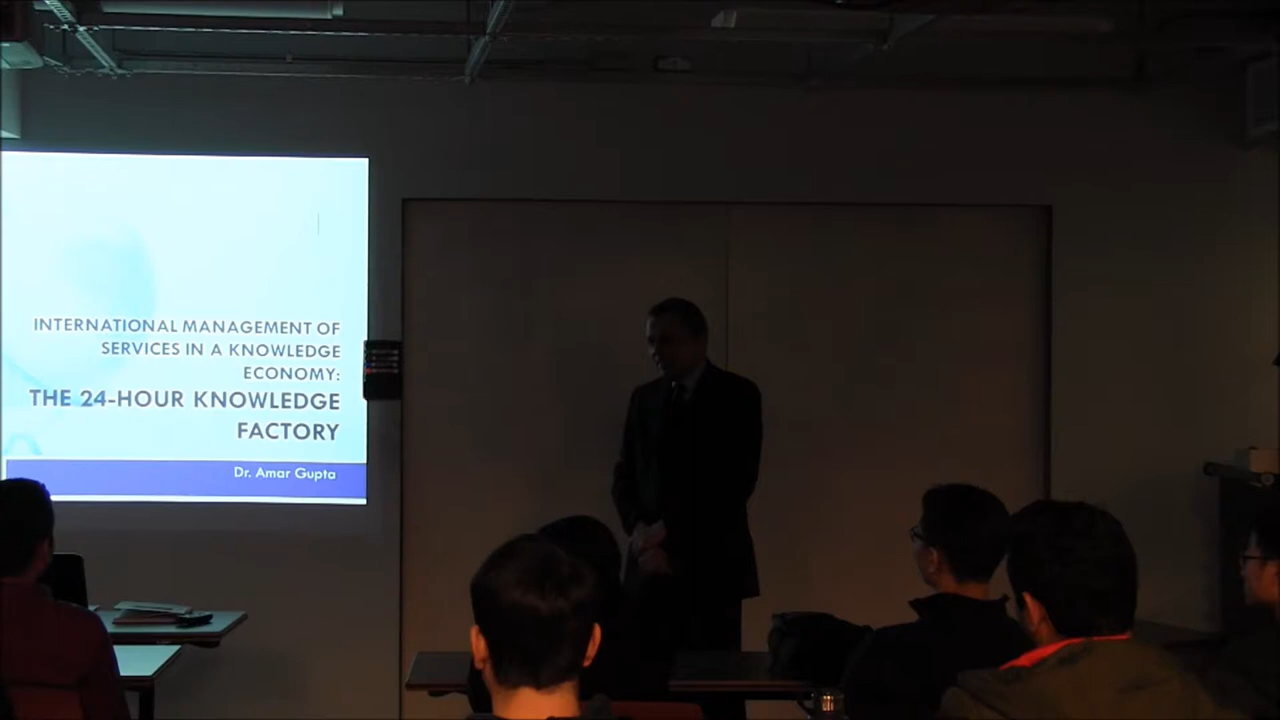 INTERNATIONAL MANAGEMENT OF
SERVICES IN A KNOWLEDGE
ECONOMY:
THE 24-HOUR KNOWLEDGE
FACTORY
Dr. Amar Gupta